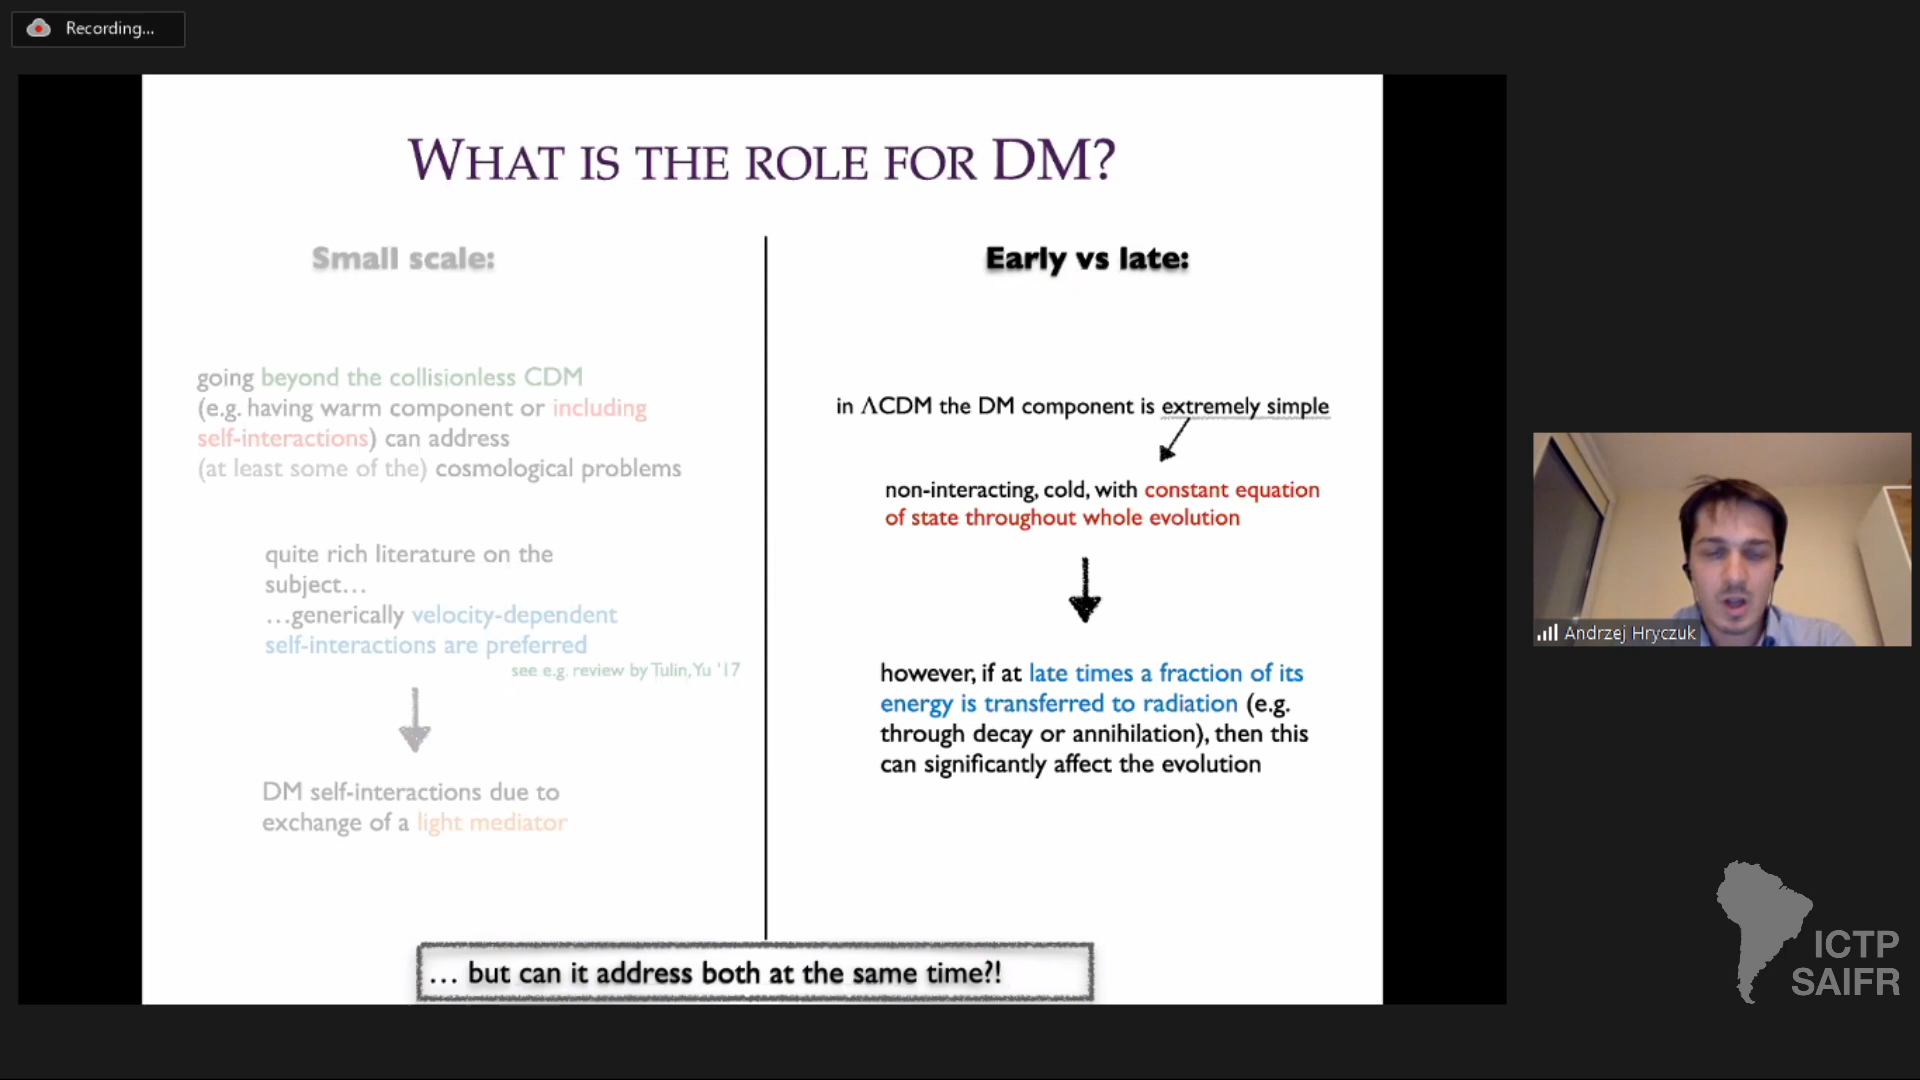 Recording...
WHAT IS THE ROLE FOR DM?
Small scale:
going beyond the collisionless CDM
(e.g. having warm component or including
self-interactions) can address
(at least some of the) cosmological problems
quite rich literature on the
subject…
…generically velocity-dependent
self-interactions are preferred
see e.g. review by Tulin, Yu '17
DM self-interactions due to
exchange of a light mediator
Early vs late:
in ΛCDM the DM component is extremely simple
non-interacting, cold, with constant equation
of state throughout whole evolution
however, if at late times a fraction of its
energy is transferred to radiation (e.g.
through decay or annihilation), then this
can significantly affect the evolution
… but can it address both at the same time?!
Andrzej Hryczuk
ICTP
SAIFR